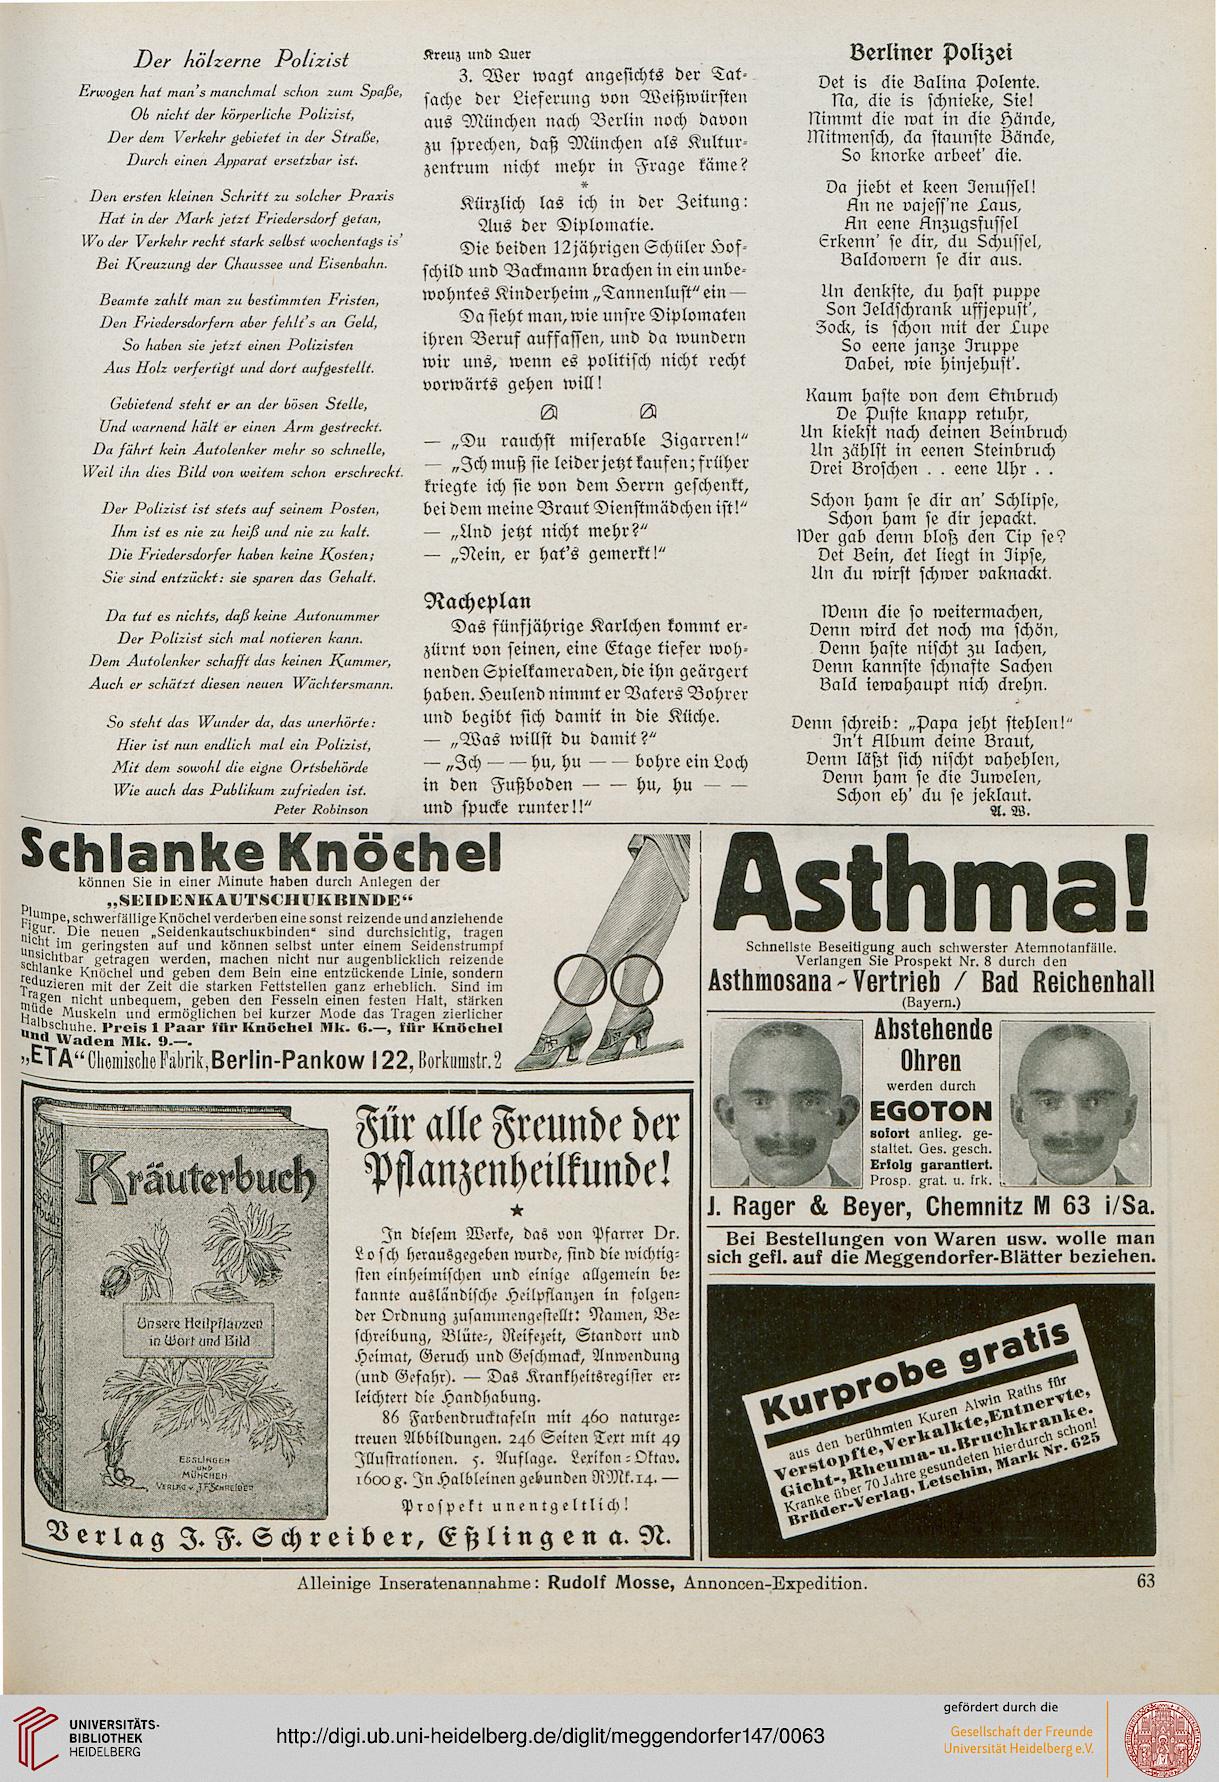 Der hölzerne Polizist
Erwogen hat man's manchmal schon zum Spaße,
Ob nicht der körperliche Polizist,
Der dem Verkehr gebietet in der Straße,
Durch einen Apparat ersetzbar ist.
Den ersten kleinen Schritt zu solcher Praxis
Hat in der Mark jetzt Friedersdorf getan,
Wo der Verkehr recht stark selbst wochentags is'
Bei Kreuzung der Chaussee und Eisenbahn.
Beamte zahlt man zu bestimmten Fristen,
Den Friedersdorfern aber fehlt's an Geld,
So haben sie jetzt einen Polizisten
Aus Holz verfertigt und dort aufgestellt.
Gebietend steht er an der bösen Stelle,
Und warnend hält er einen Arm gestreckt.
Da fährt kein Autolenker mehr so schnelle,
Weil ihn dies Bild von weitem schon erschreckt.
Der Polizist ist stets auf seinem Posten,
Ihm ist es nie zu heiß und nie zu kalt.
Die Friedersdorfer haben keine Kosten;
Sie sind entzückt: sie sparen das Gehalt.
Da tut es nichts, daß keine Autonummer
Der Polizist sich mal notieren kann.
Dem Autolenker schafft das keinen Kummer,
Auch er schätzt diesen neuen Wächtersmann.
So steht das Wunder da, das unerhörte:
Hier ist nun endlich mal ein Polizist,
Mit dem sowohl die eigne Ortsbehörde
Wie auch das Publikum zufrieden ist.
Peter Robinson
Kreuz und Quer
3. Wer wagt angesichts der Tat-
sache der Lieferung von Weißwürsten
aus München nach Berlin noch davon
zu sprechen, daß München als Kultur-
zentrum nicht mehr in Frage käme?
*
Kürzlich las ich in der Zeitung:
Aus der Diplomatie.
Die beiden 12jährigen Schüler Hof-
schild und Backmann brachen in ein unbe-
wohntes Kinderheim „Tannenlust" ein —
Da sieht man, wie unsre Diplomaten
ihren Beruf auffassen, und da wundern
wir uns, wenn es politisch nicht recht
vorwärts gehen will!
— „Du rauchst miserable Zigarren!"
— „Ich muß sie leider jetzt kaufen; früher
kriegte ich sie von dem Herrn geschenkt,
bei dem meine Braut Dienstmädchen ist!"
— „Und jetzt nicht mehr?"
— „Nein, er hat's gemerkt!"
Racheplan
Das fünfjährige Karlchen kommt er-
zürnt von seinen, eine Etage tiefer woh-
nenden Spielkameraden, die ihn geärgert
haben. Heulend nimmt er Vaters Bohrer
und begibt sich damit in die Küche.
— „Was willst du damit?"
— „Ich — — hu, hu — — bohre ein Loch
in den Fußboden — — hu, hu — —
und spucke runter!!"
Berliner Polizei
Det is die Balina Polente.
Na, die is schnieke, Sie!
Nimmt die wat in die Hände,
Mitmensch, da staunste Bände,
So knorke arbeet' die.
Da jiebt et keen Jenussel!
An ne vajess'ne Laus,
An eene Anzugsfussel
Erkenn' se dir, du Schussel,
Baldowern se dir aus.
Un denkste, du hast puppe
Son Jeldschrank uffjepust',
Zock, is schon mit der Lupe
So eene janze Jruppe
Dabei, wie hinjehust'.
Kaum haste von dem Einbruch
De Puste knapp retuhr,
Un kiekst nach deinen Beinbruch
Un zählst in eenen Steinbruch
Drei Broschen . . eene Uhr . .
Schon ham se dir an' Schlipse,
Schon ham se dir jepackt.
Wer gab denn bloß den Tip se?
Det Bein, det liegt in Jipse,
Un du wirst schwer vaknackt.
Wenn die so weitermachen,
Denn wird det noch ma schön,
Denn haste nischt zu lachen,
Denn kannste schnafte Sachen
Bald iewahaupt nich drehn.
Denn schreib: „Papa jeht stehlen!"
In't Album deine Braut,
Denn läßt sich nischt vahehlen,
Denn ham se die Juwelen,
Schon eh' du se jeklaut.
A. W.
Schlanke Knöchel
können Sie in einer Minute haben durch Anlegen der
„SEIDENKAUTSCHUKBINDE"
Plumpe, schwerfällige Knöchel verderben eine sonst reizende und anziehende
Figur. Die neuen „Seidenkautschukbinden" sind durchsichtig, tragen
nicht im geringsten auf und können selbst unter einem Seidenstrumpf
unsichtbar getragen werden, machen nicht nur augenblicklich reizende
schlanke Knöchel und geben dem Bein eine entzückende Linie, sondern
reduzieren mit der Zeit die starken Fettstellen ganz erheblich. Sind im
Tragen nicht unbequem, geben den Fesseln einen festen Halt, stärken
müde Muskeln und ermöglichen bei kurzer Mode das Tragen zierlicher
Halbschuhe. Preis 1 Paar für Knöchel Mk. 6.—, für Knöchel
und Waden Mk. 9.—.
„ETA" Chemische Fabrik, Berlin-Pankow 122, Borkumstr. 2
Asthma!
Schnellste Beseitigung auch schwerster Atemnotanfälle.
Verlangen Sie Prospekt Nr. 8 durch den
Asthmosana-Vertrieb / Bad Reichenhall
(Bayern.)
Abstehende
Ohren
werden durch
EGOTON
sofort anlieg. ge-
staltet. Ges. gesch.
Erfolg garantiert.
Prosp. grat. u. frk.
J. Rager & Beyer, Chemnitz M 63 i/Sa.
Bei Bestellungen von Waren usw. wolle man
sich gefl. auf die Meggendorfer-Blätter beziehen.
Kräuterbuch
Unsere Heilpflanzen
in Wort und Bild
ESSLINGEN
UND
MÜNCHEN
VERLAG v. J.F. SCHREIBER
Für alle Freunde der
Pflanzenheilkunde!
★
In diesem Werke, das von Pfarrer Dr.
Losch herausgegeben wurde, sind die wichtig-
sten einheimischen und einige allgemein be-
kannte ausländische Heilpflanzen in folgen-
der Ordnung zusammengestellt: Namen, Be-
schreibung, Blüte-, Reifezeit, Standort und
Heimat, Geruch und Geschmack, Anwendung
(und Gefahr). — Das Krankheitsregister er-
leichtert die Handhabung.
86 Farbendrucktafeln mit 460 naturge-
treuen Abbildungen. 246 Seiten Text mit 49
Illustrationen. 5. Auflage. Lexikon-Oktav.
1600 g. In Halbleinen gebunden RMk. 14. —
Prospekt unentgeltlich!
Verlag J. F. Schreiber, Eßlingen a. N.
Kurprobe gratis
aus den berühmten Kuren Alwin Raths für
Verstopfte, Verkalkte, Entnervte,
Gicht-, Rheuma- u. Bruchkranke.
Kranke über 70 Jahre gesundeten hierdurch schon!
Brüder-Verlag, Letschin, Mark Nr. 625
Alleinige Inseratenannahme: Rudolf Mosse, Annoncen-Expedition.
63
UNIVERSITÄTS-
BIBLIOTHEK
HEIDELBERG
http://digi.ub.uni-heidelberg.de/diglit/meggendorfer147/0063
gefördert durch die
Gesellschaft der Freunde
Universität Heidelberg e.V.